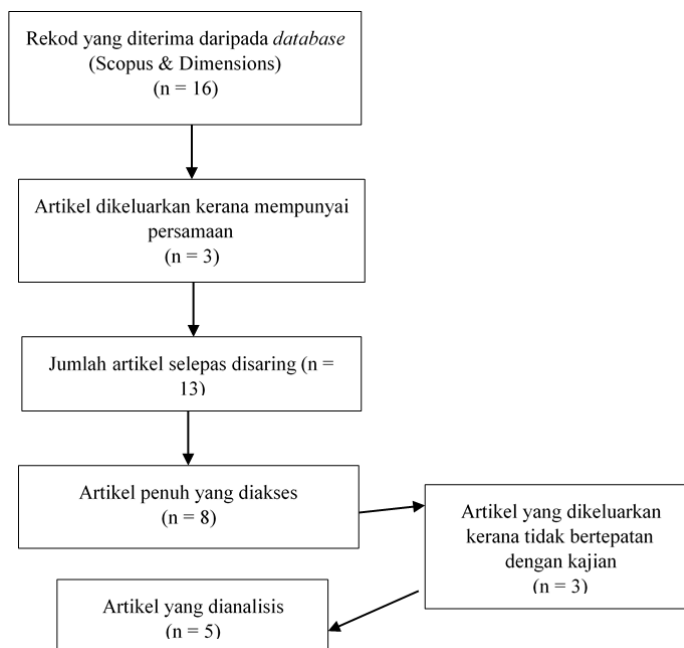 Rekod yang diterima daripada database
(Scopus & Dimensions)
(n = 16)
Artikel dikeluarkan kerana mempunyai
persamaan
(n = 3)
Jumlah artikel selepas disaring (n =
13)
Artikel penuh yang diakses
(n = 8)
Artikel yang dikeluarkan
kerana tidak bertepatan
dengan kajian
(n = 3)
Artikel yang dianalisis
(n = 5)